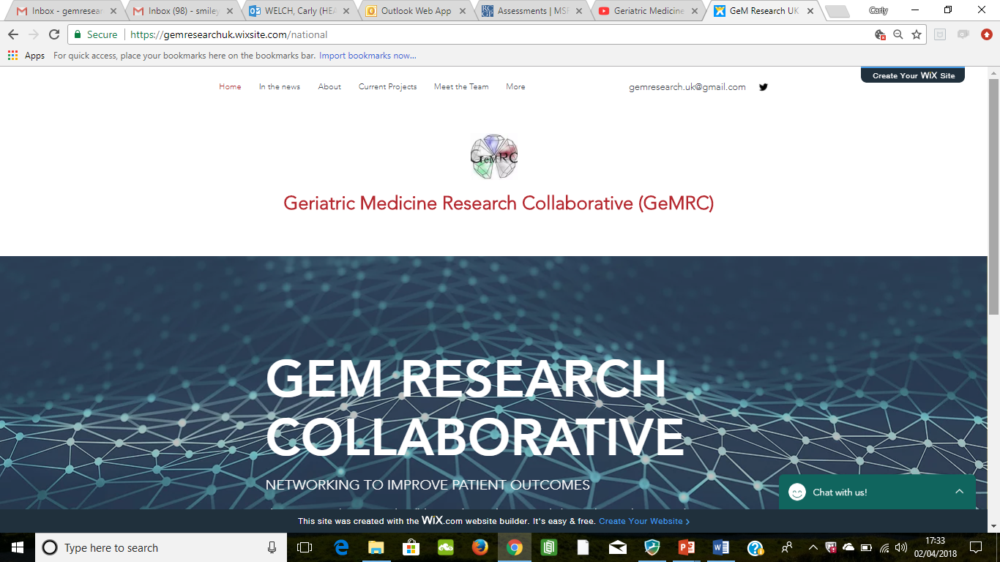 Inbox - gemresear
Inbox (98) - smiley
WELCH, Carly (HEA
Outlook Web App
Assessments | MSF
Geriatric Medicine
GeM Research UK
Carly
Secure
https://gemresearchuk.wixsite.com/national
Apps
For quick access, place your bookmarks here on the bookmarks bar. Import bookmarks now...
Create Your WiX Site
Home In the news About Current Projects Meet the Team More gemresearch.uk@gmail.com
GeMRC
Geriatric Medicine Research Collaborative (GeMRC)
GEM RESEARCH
COLLABORATIVE
NETWORKING TO IMPROVE PATIENT OUTCOMES
Chat with us!
This site was created with the WiX.com website builder. It's easy & free. Create Your Website >
Type here to search
17:33
02/04/2018